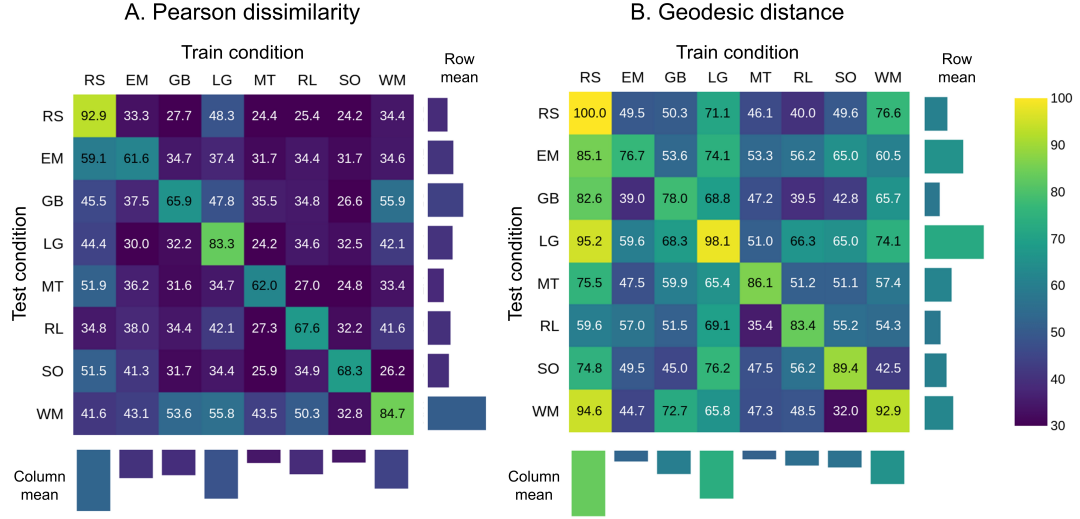 A. Pearson dissimilarity
Train condition
Row
mean
RS EM GB LG MT RL SO WM
Test condition
RS 92.9 33.3 27.7 48.3 24.4 25.4 24.2 34.4
EM 59.1 61.6 34.7 37.4 31.7 34.4 31.7 34.6
GB 45.5 37.5 65.9 47.8 35.5 34.8 26.6 55.9
LG 44.4 30.0 32.2 83.3 24.2 34.6 32.5 42.1
MT 51.9 36.2 31.6 34.7 62.0 27.0 24.8 33.4
RL 34.8 38.0 34.4 42.1 27.3 67.6 32.2 41.6
SO 51.5 41.3 31.7 34.4 25.9 34.9 68.3 26.2
WM 41.6 43.1 53.6 55.8 43.5 50.3 32.8 84.7
Column
mean
B. Geodesic distance
Train condition
Row
mean
RS EM GB LG MT RL SO WM
Test condition
RS 100.0 49.5 50.3 71.1 46.1 40.0 49.6 76.6
EM 85.1 76.7 53.6 74.1 53.3 56.2 65.0 60.5
GB 82.6 39.0 78.0 68.8 47.2 39.5 42.8 65.7
LG 95.2 59.6 68.3 98.1 51.0 66.3 65.0 74.1
MT 75.5 47.5 59.9 65.4 86.1 51.2 51.1 57.4
RL 59.6 57.0 51.5 69.1 35.4 83.4 55.2 54.3
SO 74.8 49.5 45.0 76.2 47.5 56.2 89.4 42.5
WM 94.6 44.7 72.7 65.8 47.3 48.5 32.0 92.9
Column
mean
100
90
80
70
60
50
40
30